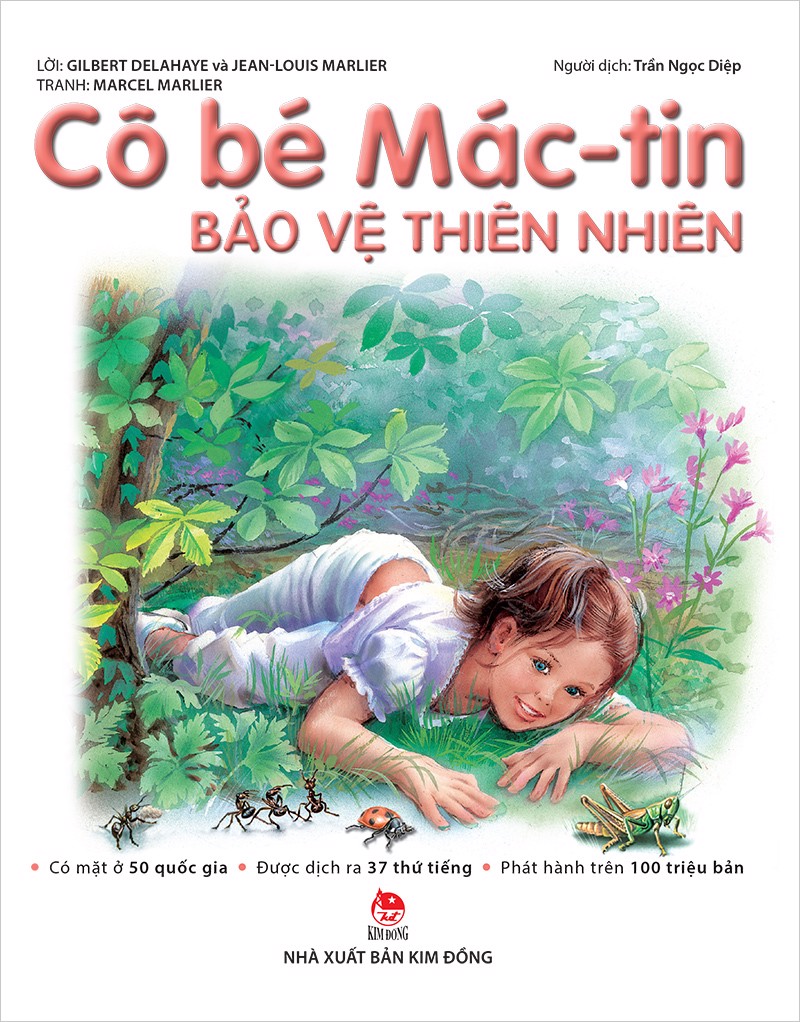 LỜI: GILBERT DELAHAYE và JEAN-LOUIS MARLIER
TRANH: MARCEL MARLIER
Người dịch: Trần Ngọc Diệp
Cô bé Mác-tin
BẢO VỆ THIÊN NHIÊN
• Có mặt ở 50 quốc gia • Được dịch ra 37 thứ tiếng • Phát hành trên 100 triệu bản
kđ
KIM ĐỒNG
NHÀ XUẤT BẢN KIM ĐỒNG